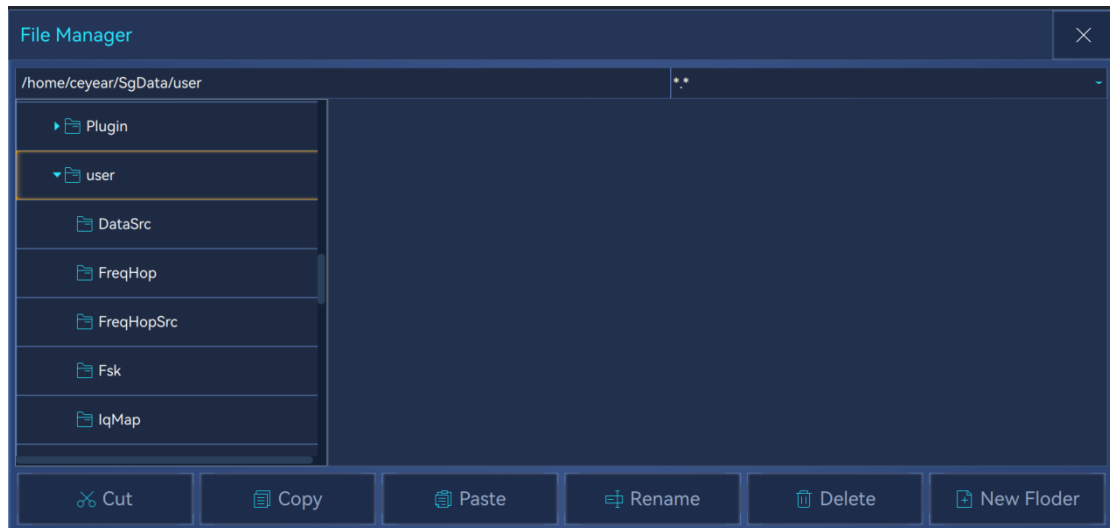 File Manager
/home/ceyear/SgData/user *.*
Plugin
user
DataSrc
FreqHop
FreqHopSrc
Fsk
IqMap
Cut Copy Paste Rename Delete New Floder